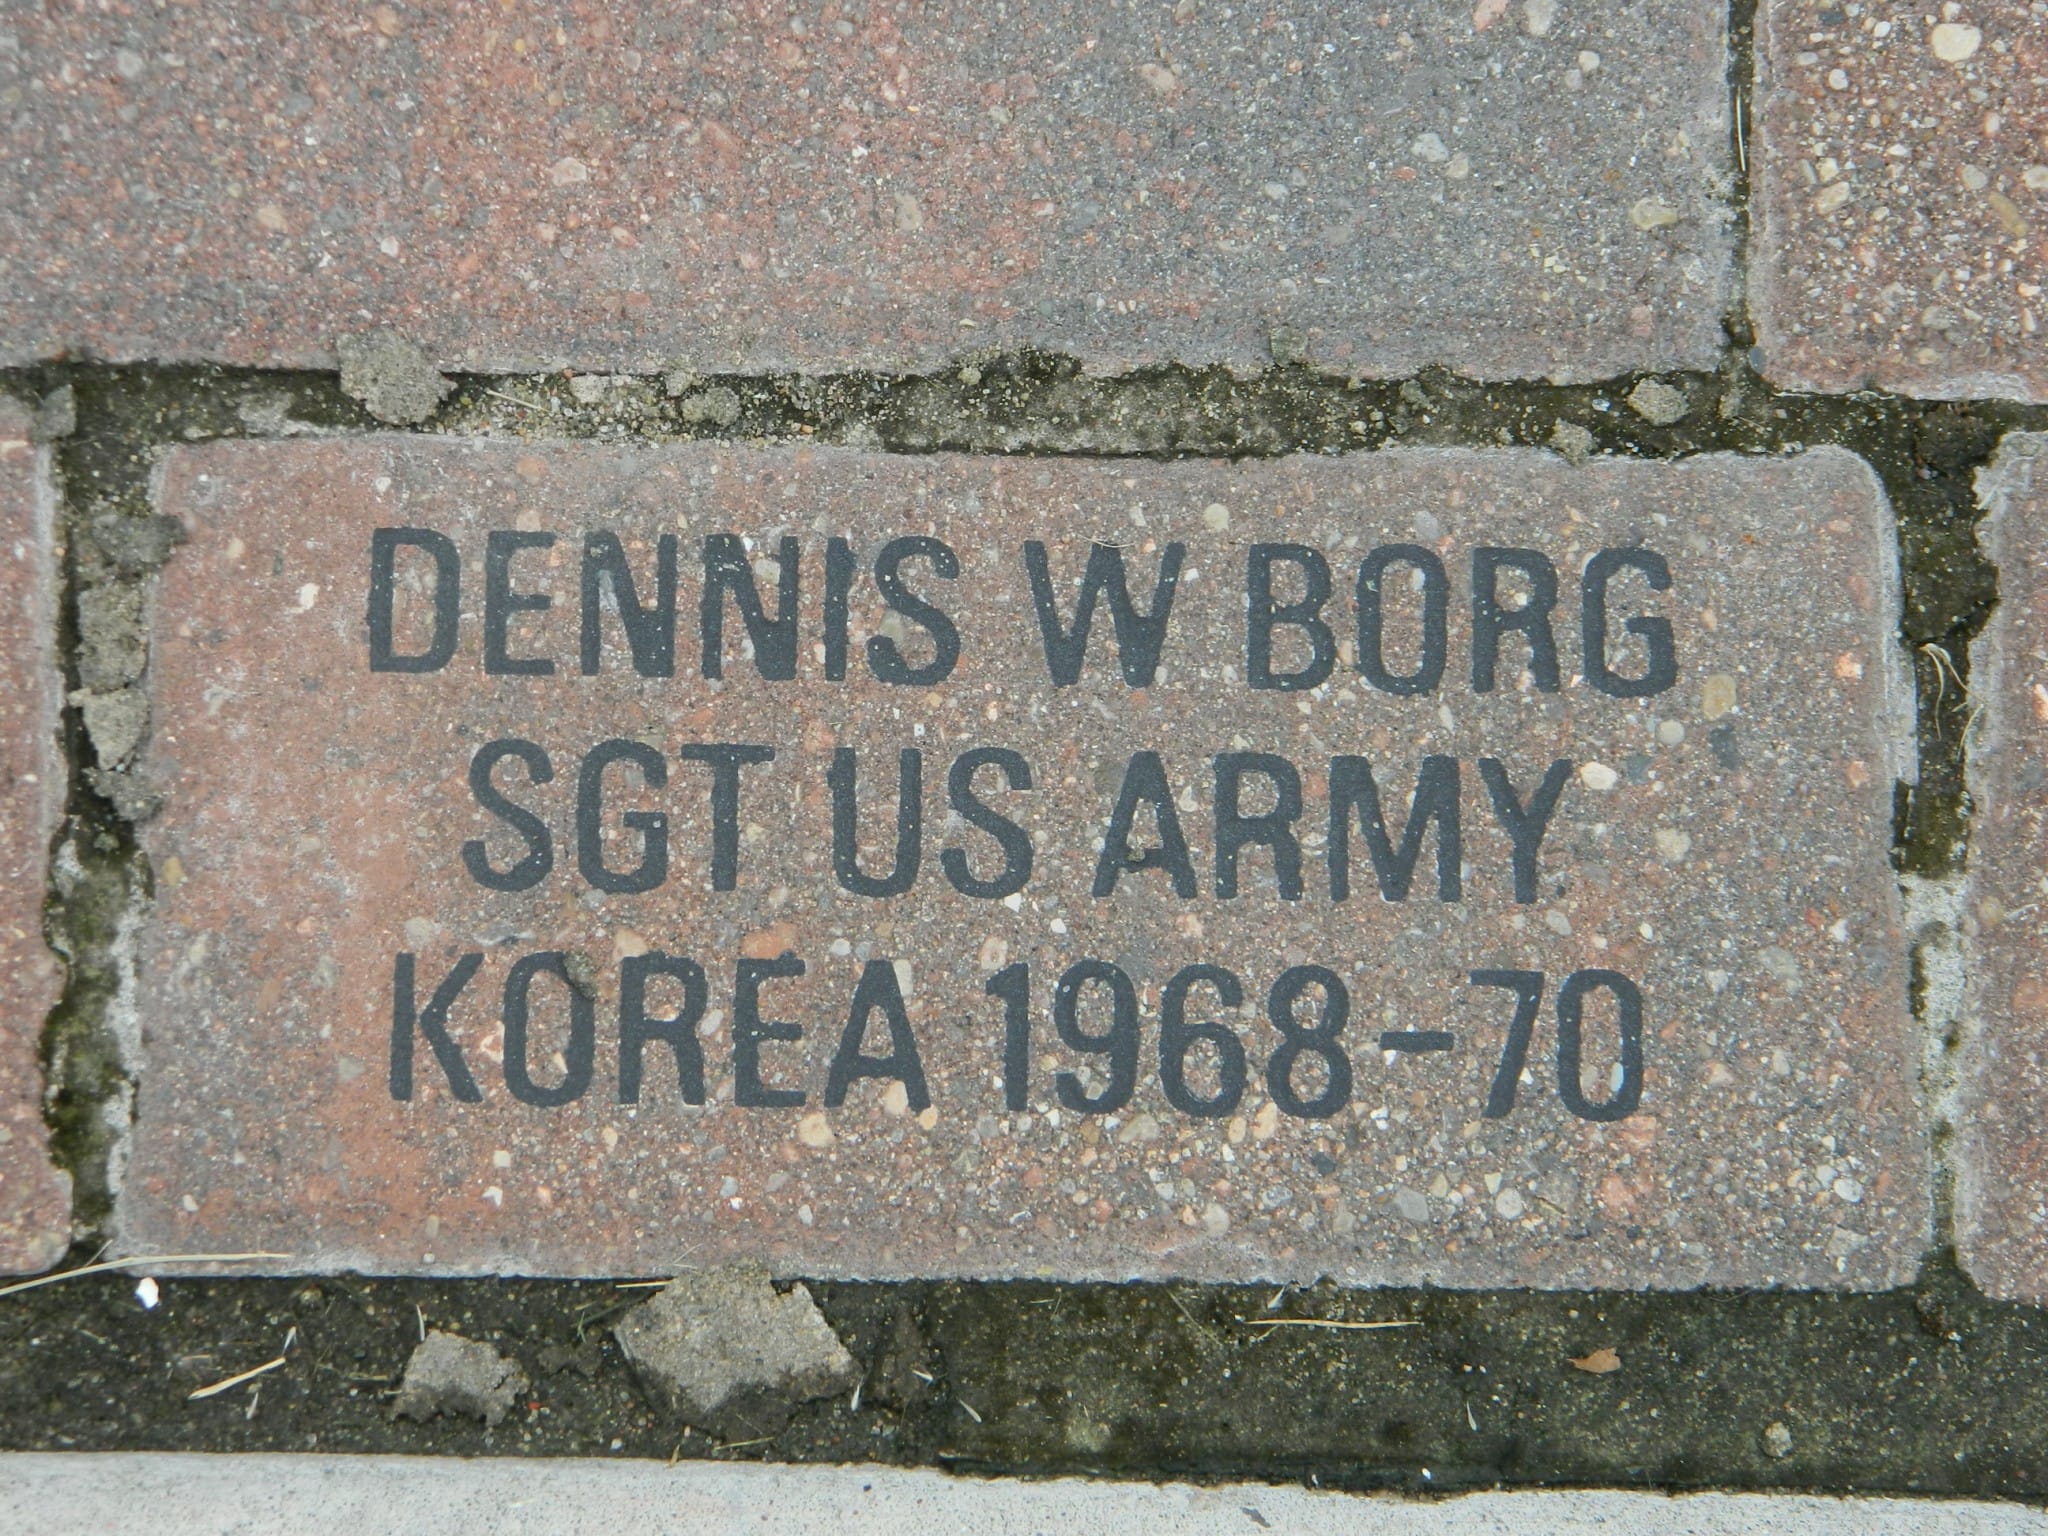 DENNIS W BORG
SGT US ARMY
KOREA 1968-70